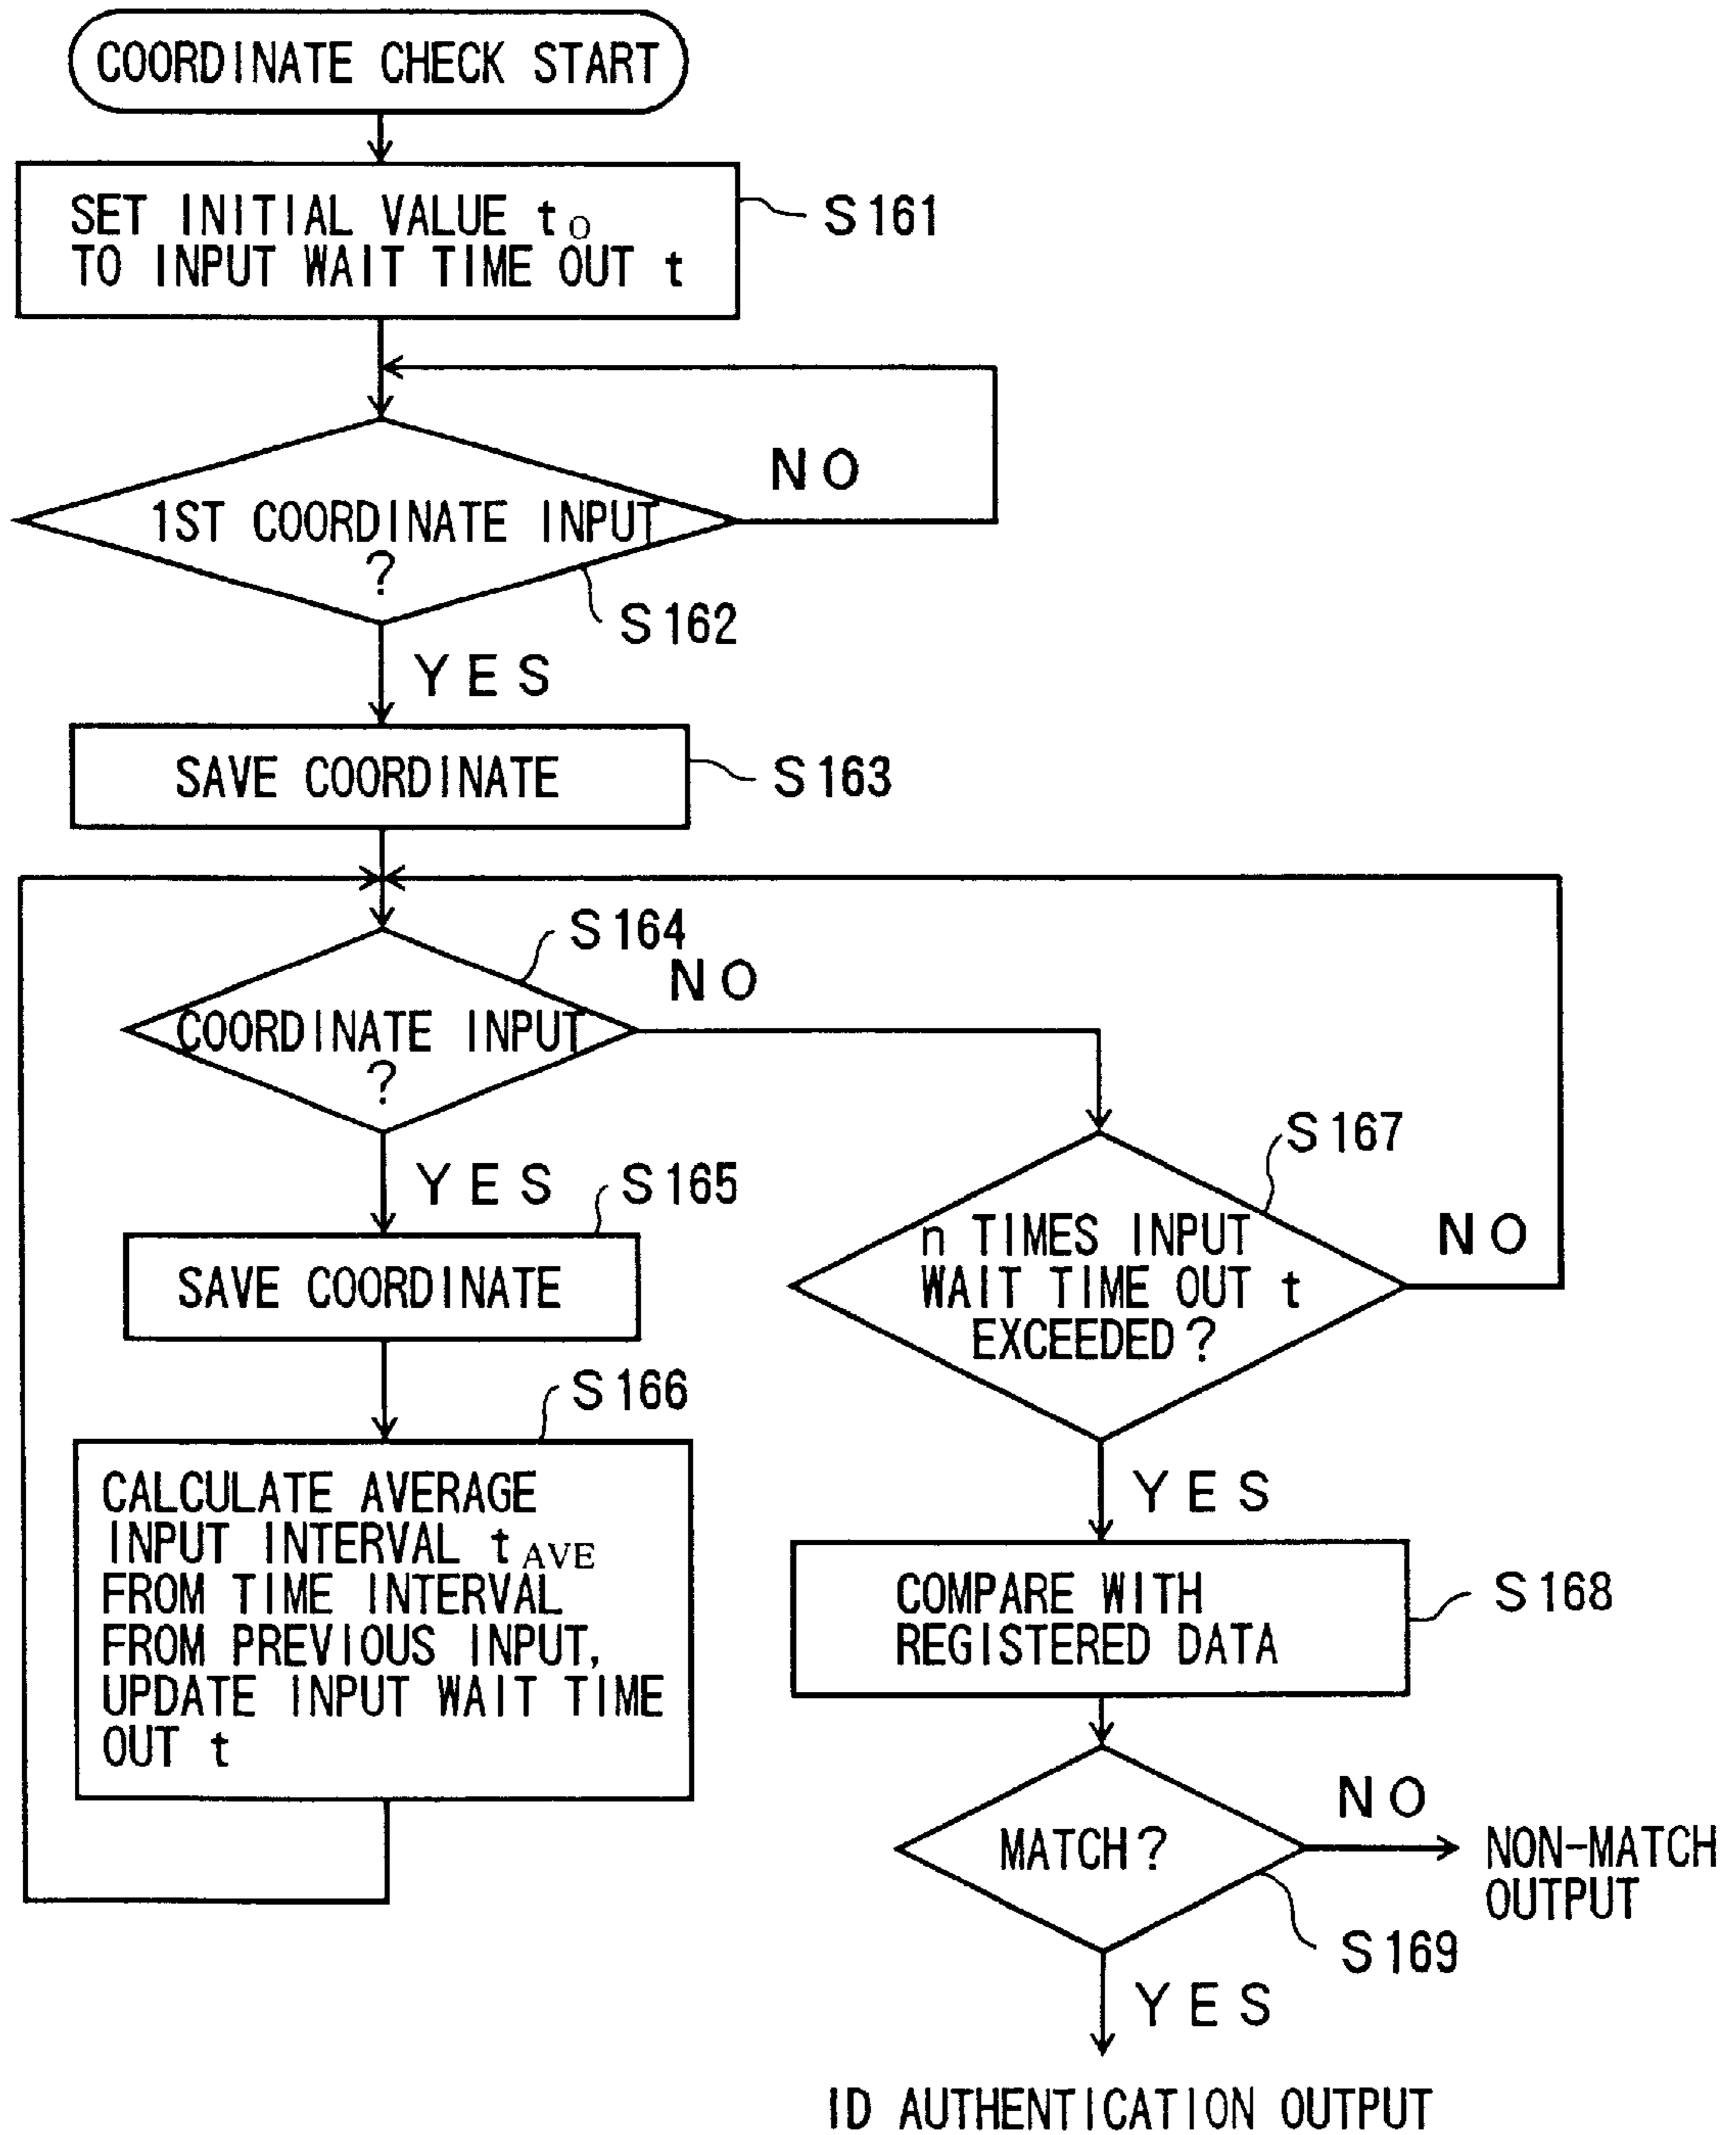 COORDINATE CHECK START
SET INITIAL VALUE t0
TO INPUT WAIT TIME OUT t
S161
NO
1ST COORDINATE INPUT
?
S162
YES
SAVE COORDINATE
S163
S164
NO
COORDINATE INPUT
?
YES
S165
SAVE COORDINATE
S166
CALCULATE AVERAGE
INPUT INTERVAL tAVE
FROM TIME INTERVAL
FROM PREVIOUS INPUT,
UPDATE INPUT WAIT TIME
OUT t
S167
n TIMES INPUT
WAIT TIME OUT t
EXCEEDED?
NO
YES
COMPARE WITH
REGISTERED DATA
S168
MATCH?
NO
NON-MATCH
OUTPUT
S169
YES
ID AUTHENTICATION OUTPUT